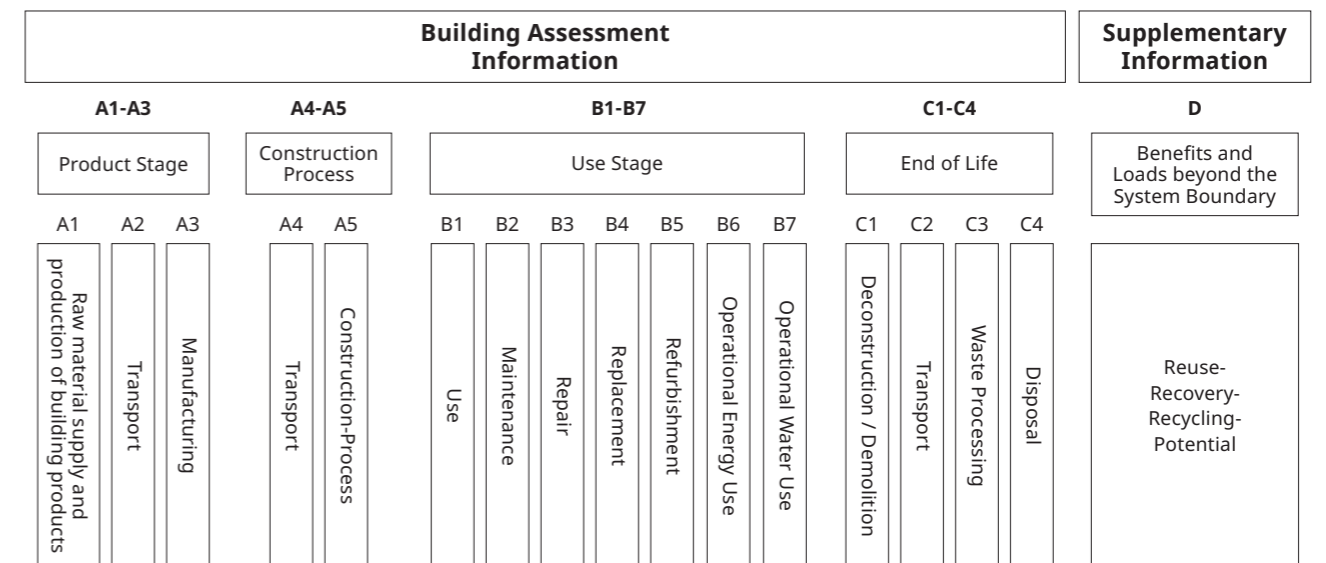 Building Assessment
Information
Supplementary
Information
A1-A3
A4-A5
B1-B7
C1-C4
D
Product Stage
Construction
Process
Use Stage
End of Life
Benefits and
Loads beyond the
System Boundary
A1
A2
A3
A4
A5
B1
B2
B3
B4
B5
B6
B7
C1
C2
C3
C4
Raw material supply and
production of building products
Transport
Manufacturing
Transport
Construction-Process
Use
Maintenance
Repair
Replacement
Refurbishment
Operational Energy Use
Operational Water Use
Deconstruction / Demolition
Transport
Waste Processing
Disposal
Reuse-
Recovery-
Recycling-
Potential